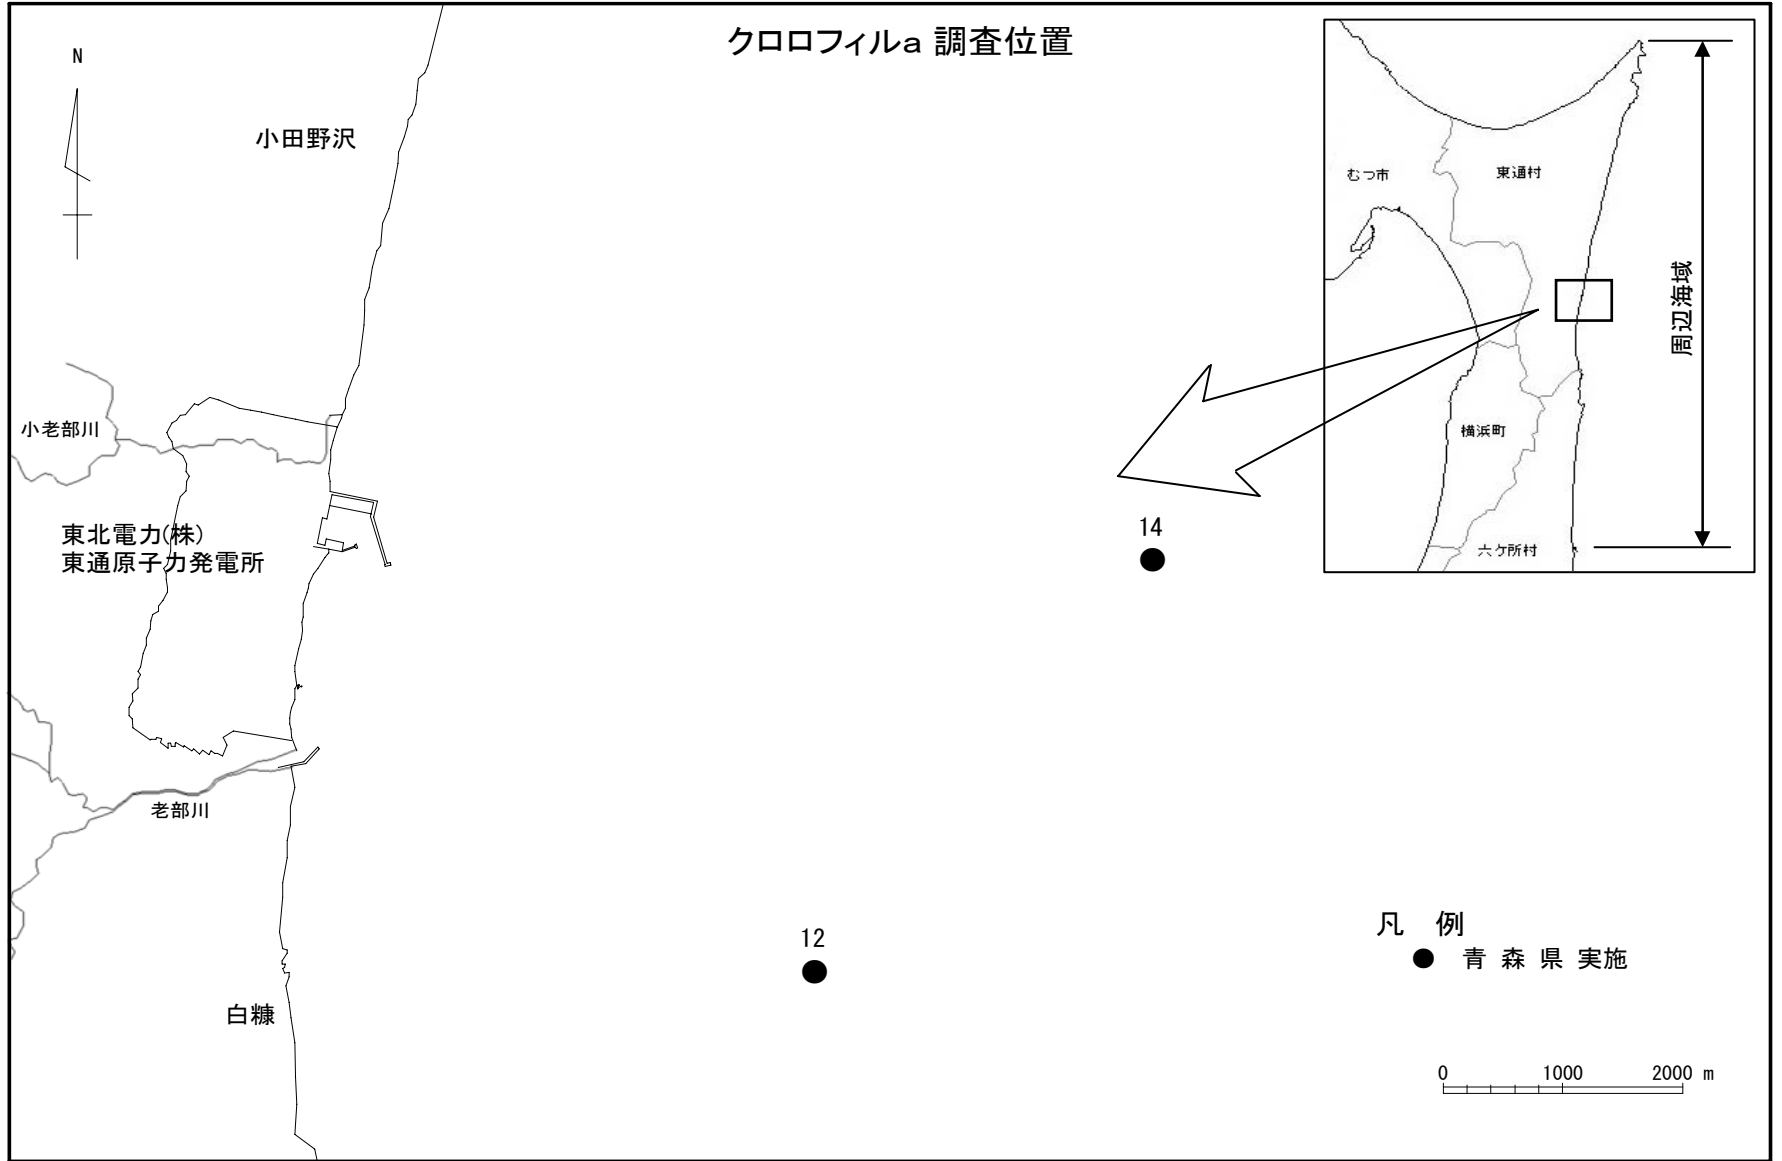 クロロフィルa 調査位置
N
小田野沢
むつ市
東通村
周辺海域
小老部川
横浜町
東北電力(株)
東通原子力発電所
14
六ケ所村
老部川
12
凡 例
● 青 森 県 実施
白糠
0 1000 2000 m